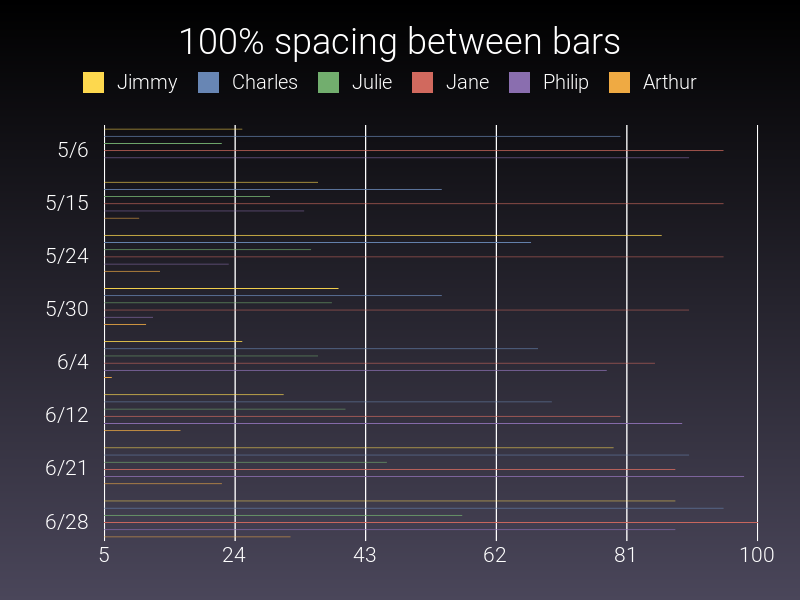 100% spacing between bars
Jimmy Charles Julie Jane Philip Arthur
5/6
5/15
5/24
5/30
6/4
6/12
6/21
6/28
5 24 43 62 81 100